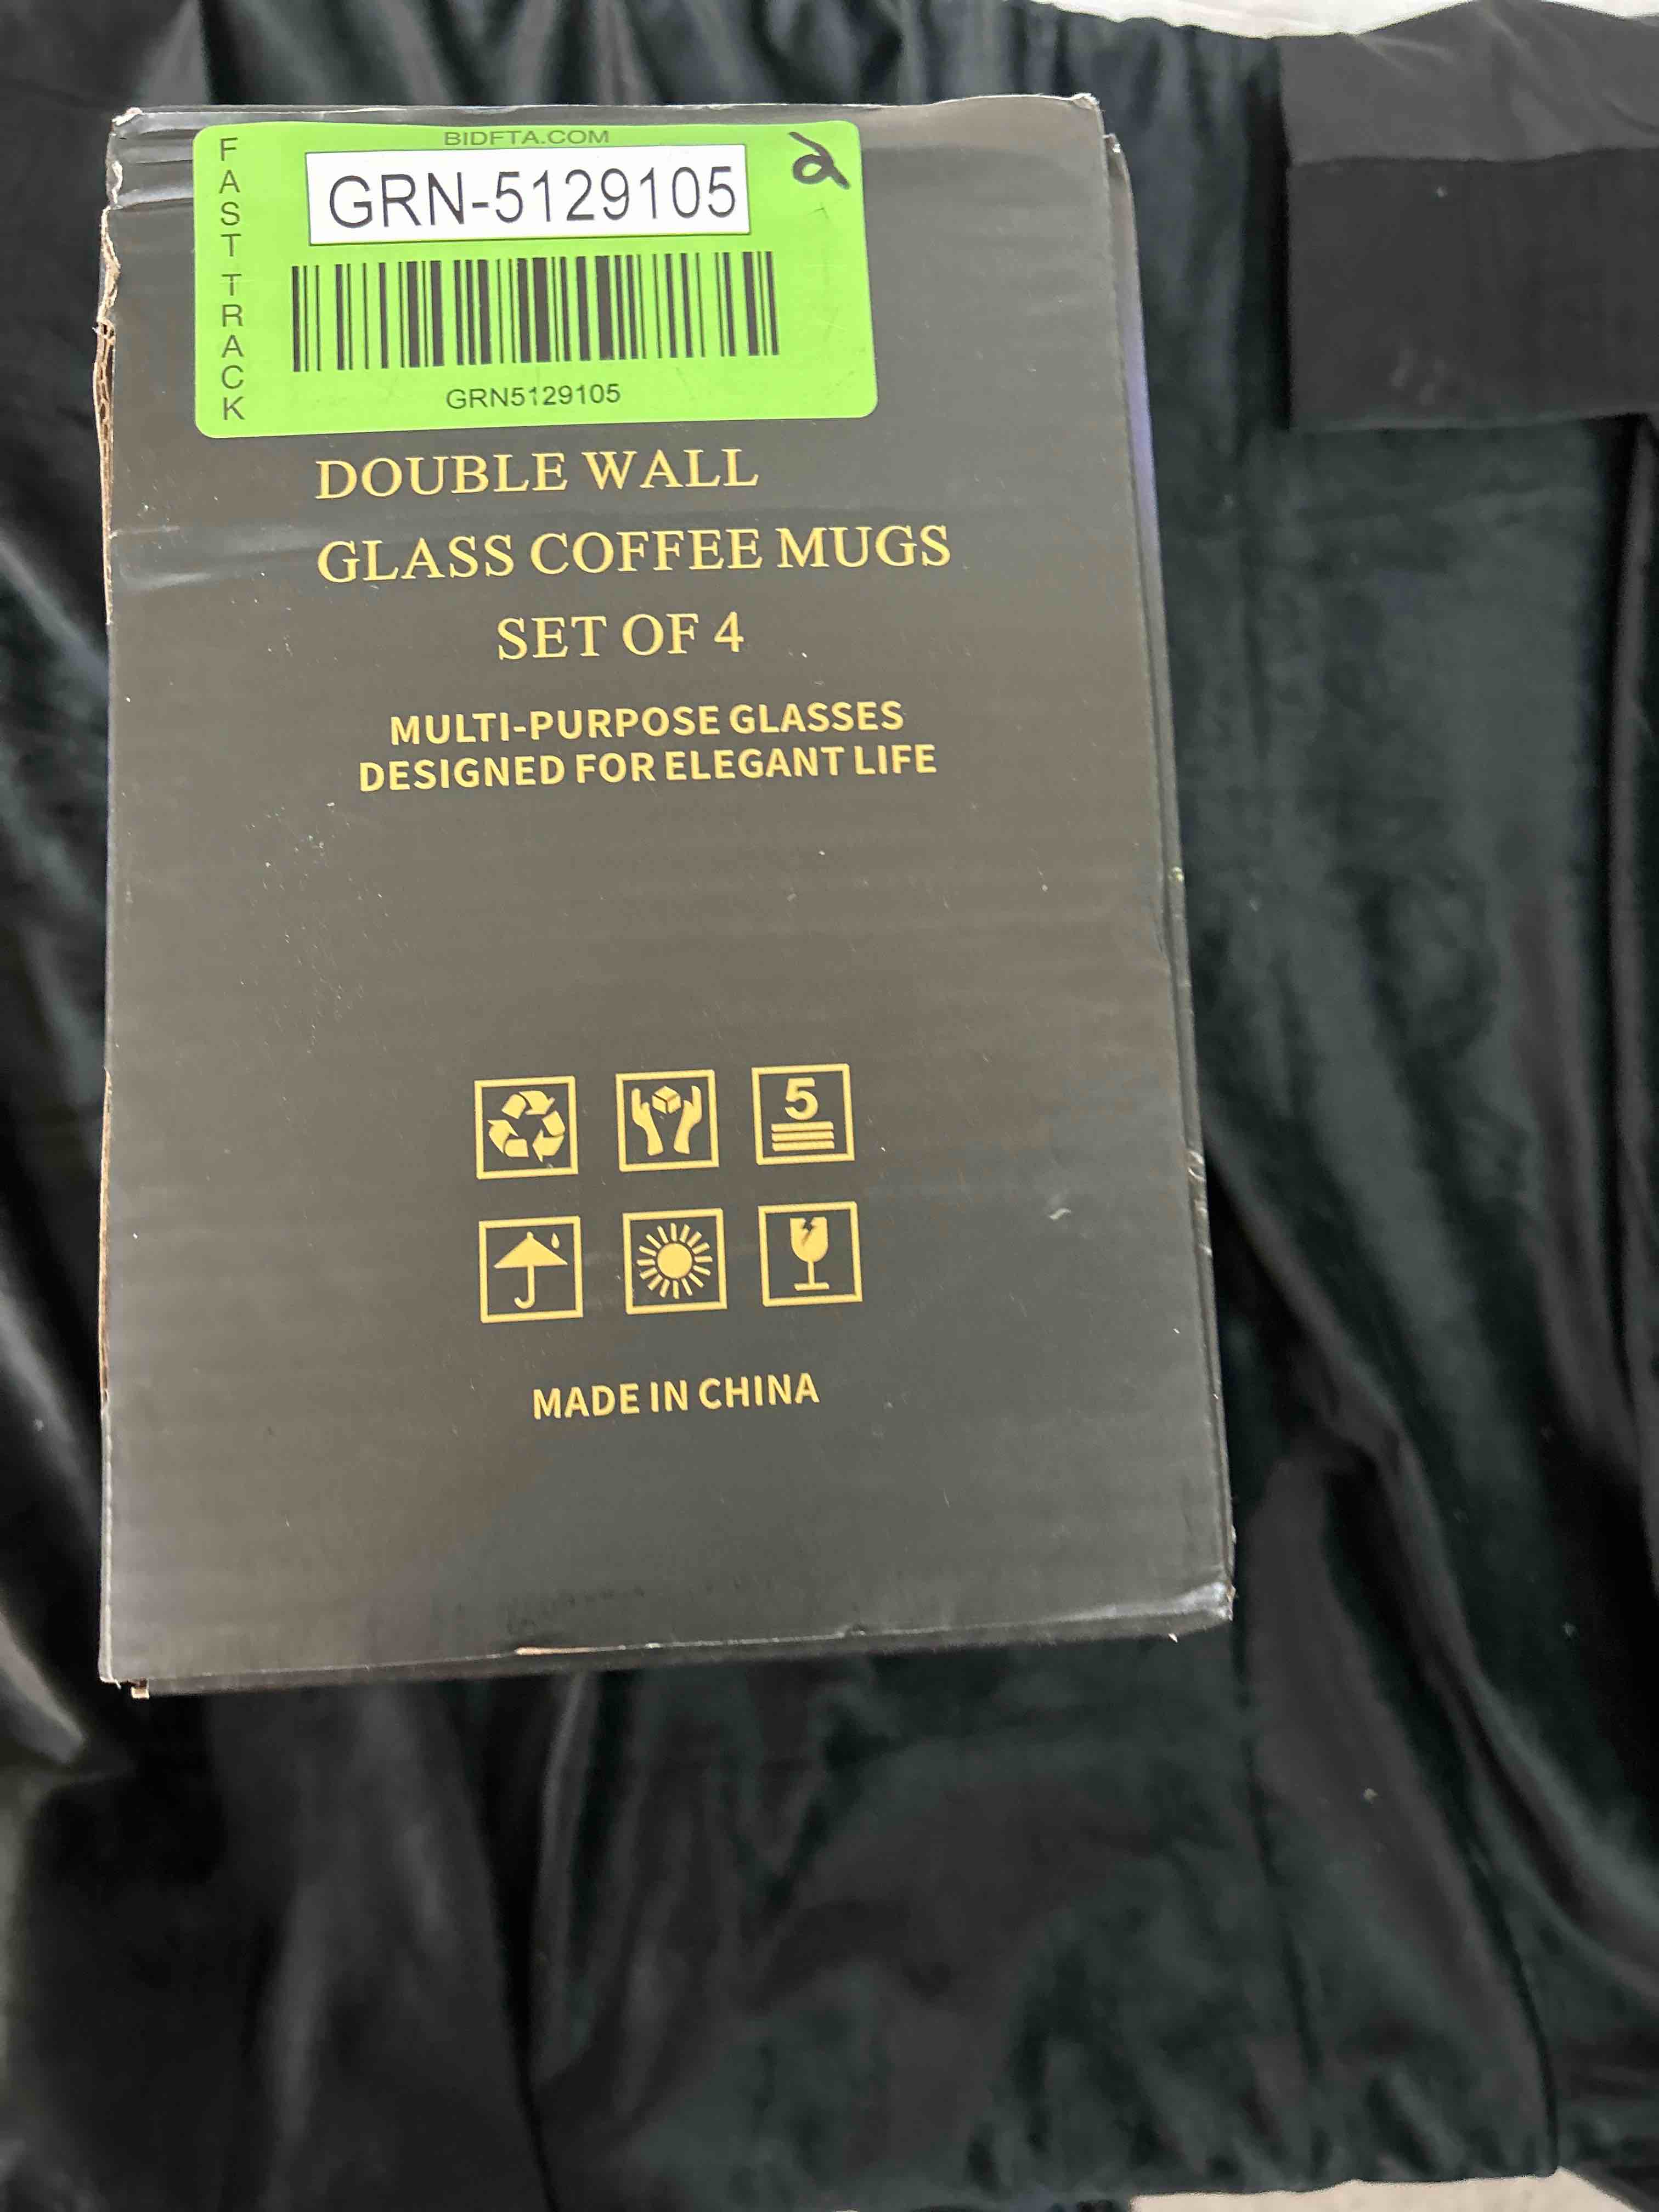 BIDFTA.COM
FAST TRACK
GRN-5129105
2
GRN5129105
DOUBLE WALL
GLASS COFFEE MUGS
SET OF 4
MULTI-PURPOSE GLASSES
DESIGNED FOR ELEGANT LIFE
5
MADE IN CHINA